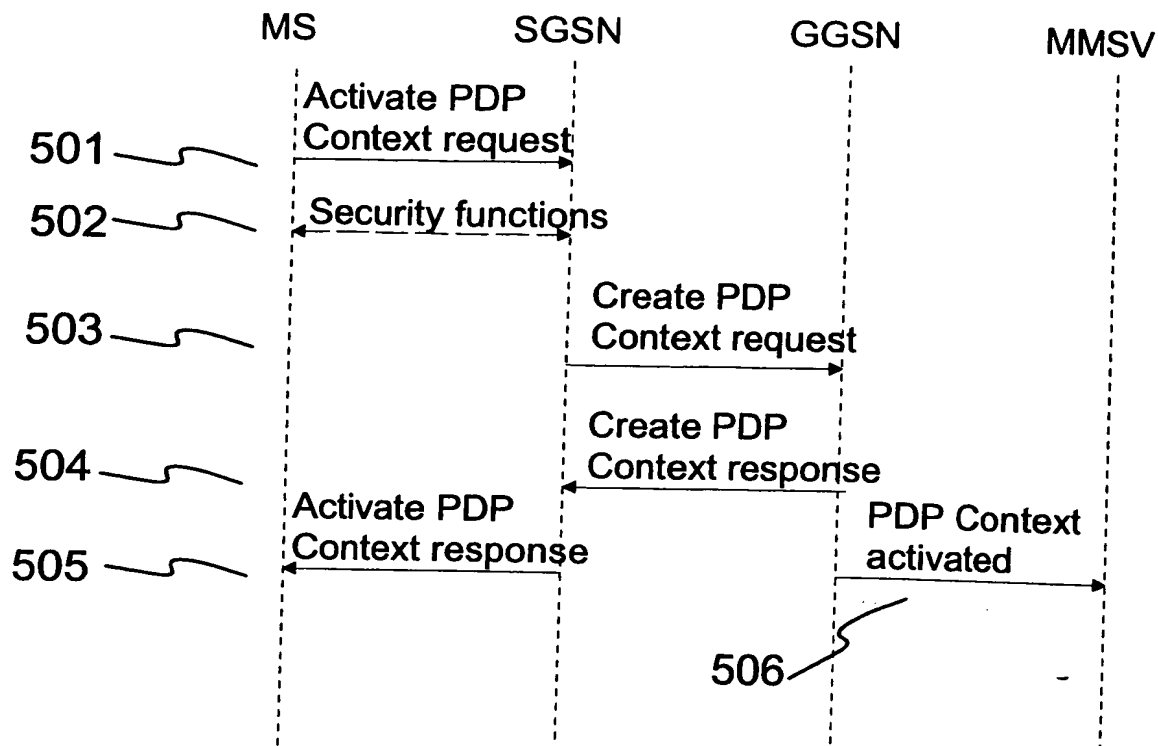 MS SGSN GGSN MMSV
Activate PDP
Context request
501
Security functions
502
Create PDP
Context request
503
Create PDP
Context response
504
Activate PDP
Context response
505
PDP Context
activated
506